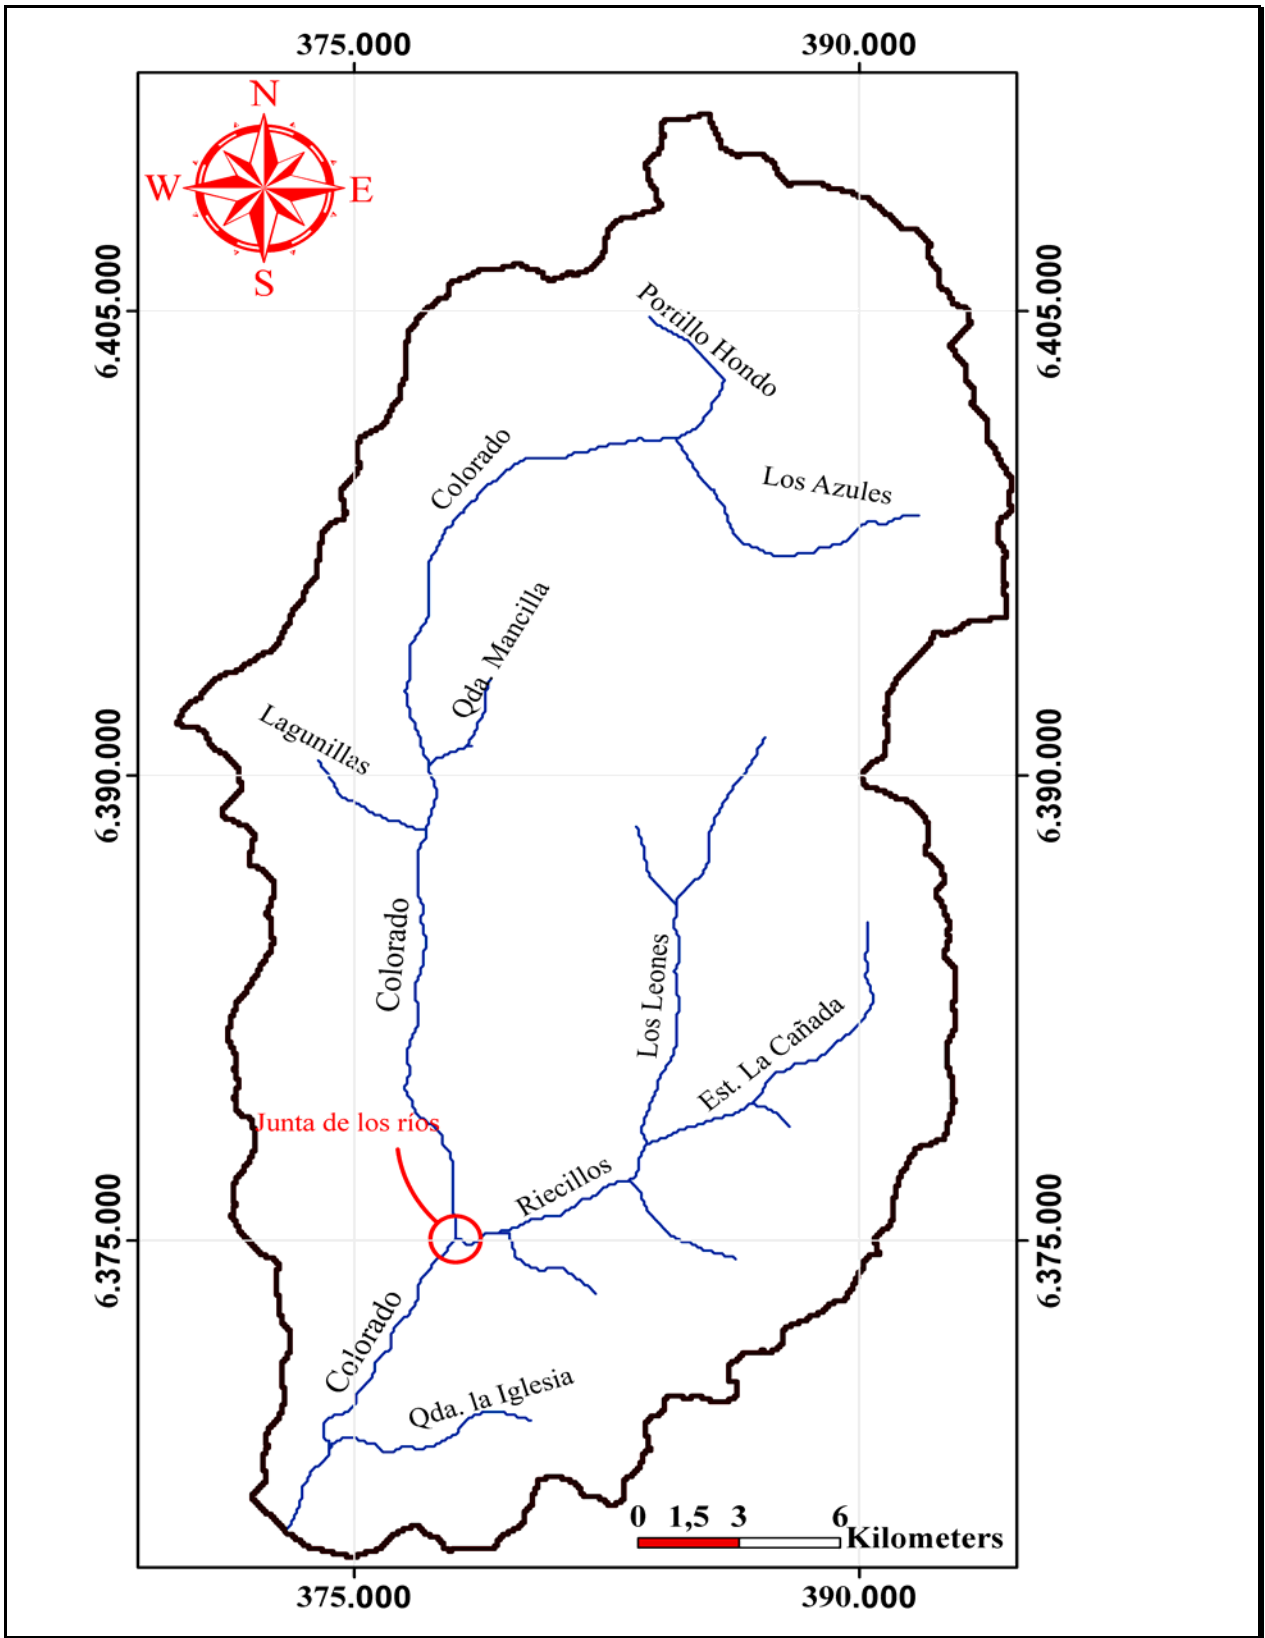 375.000
390.000
N
W
E
S
6.405.000
6.405.000
Portillo Hondo
Colorado
Los Azules
Qda. Mancilla
Lagunillas
6.390.000
6.390.000
Colorado
Los Leones
Est. La Cañada
Junta de los ríos
Riecillos
6.375.000
6.375.000
Colorado
Qda. la Iglesia
0 1,5 3 6
Kilometers
375.000
390.000